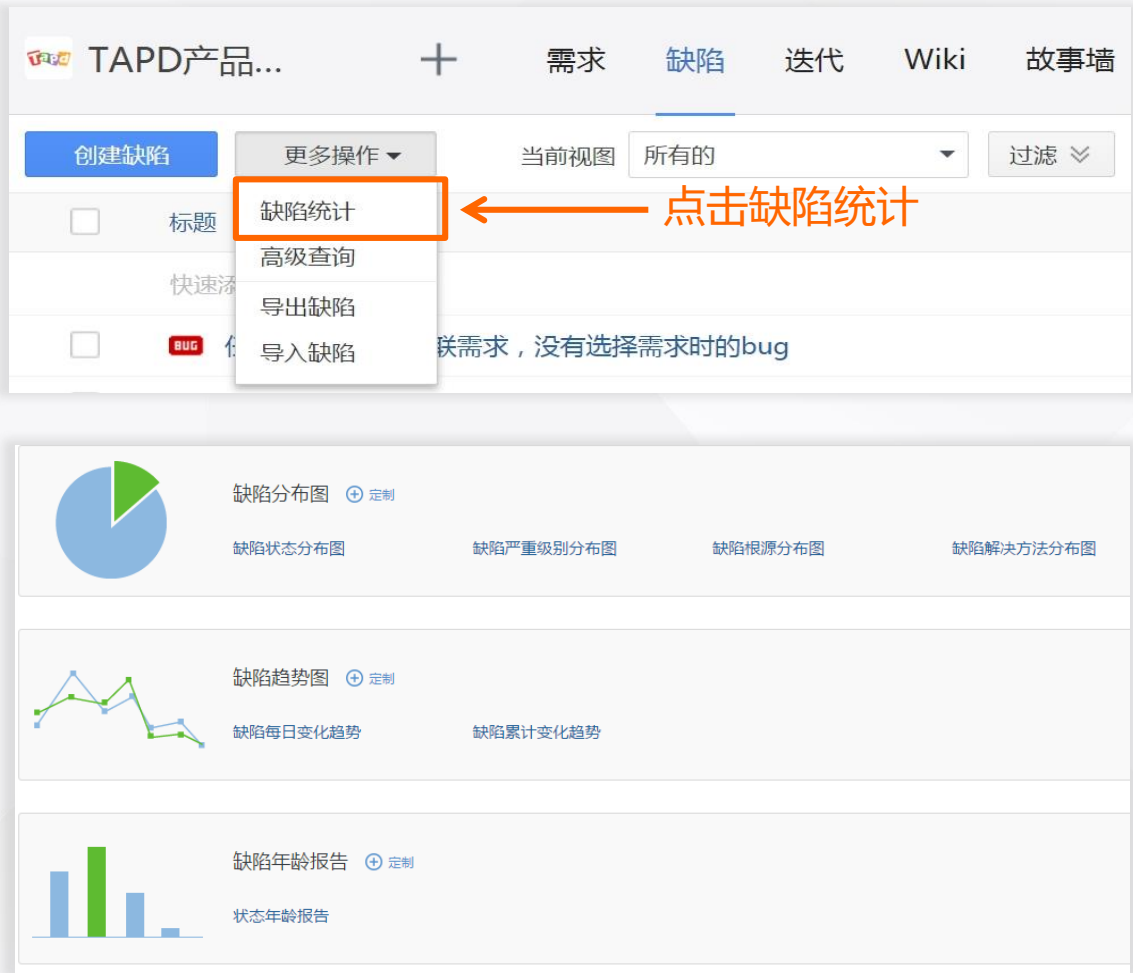 Tapd TAPD产品... 需求 缺陷 迭代 Wiki 故事墙
创建缺陷 更多操作 当前视图 所有的 过滤
标题 缺陷统计 点击缺陷统计
高级查询
快速添
导出缺陷
BUG 联需求，没有选择需求时的bug
导入缺陷
缺陷分布图 定制
缺陷状态分布图 缺陷严重级别分布图 缺陷根源分布图 缺陷解决方法分布图
缺陷趋势图 定制
缺陷每日变化趋势 缺陷累计变化趋势
缺陷年龄报告 定制
状态年龄报告